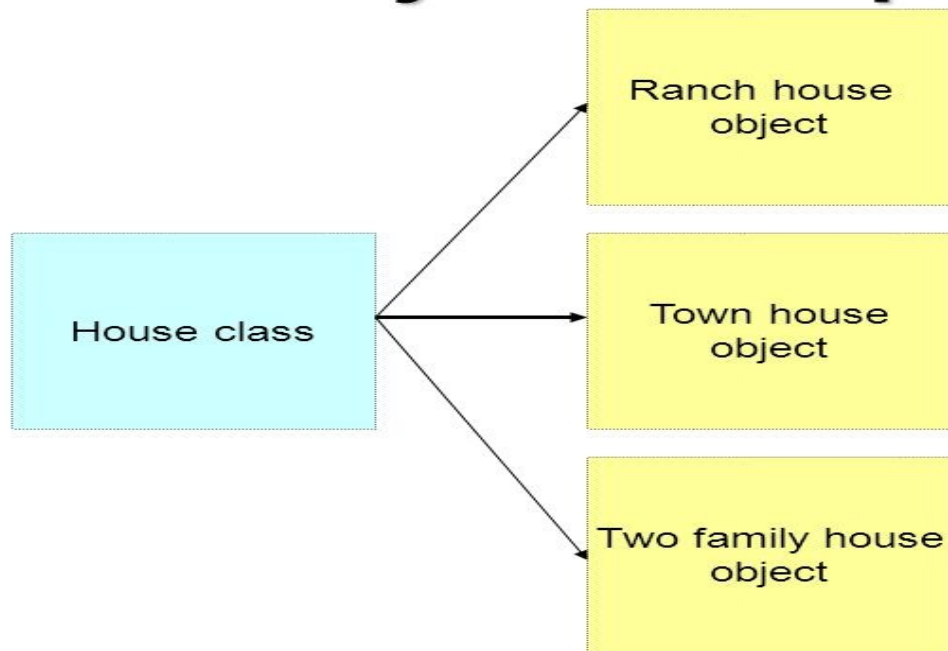 House class
Ranch house
object
Town house
object
Two family house
object